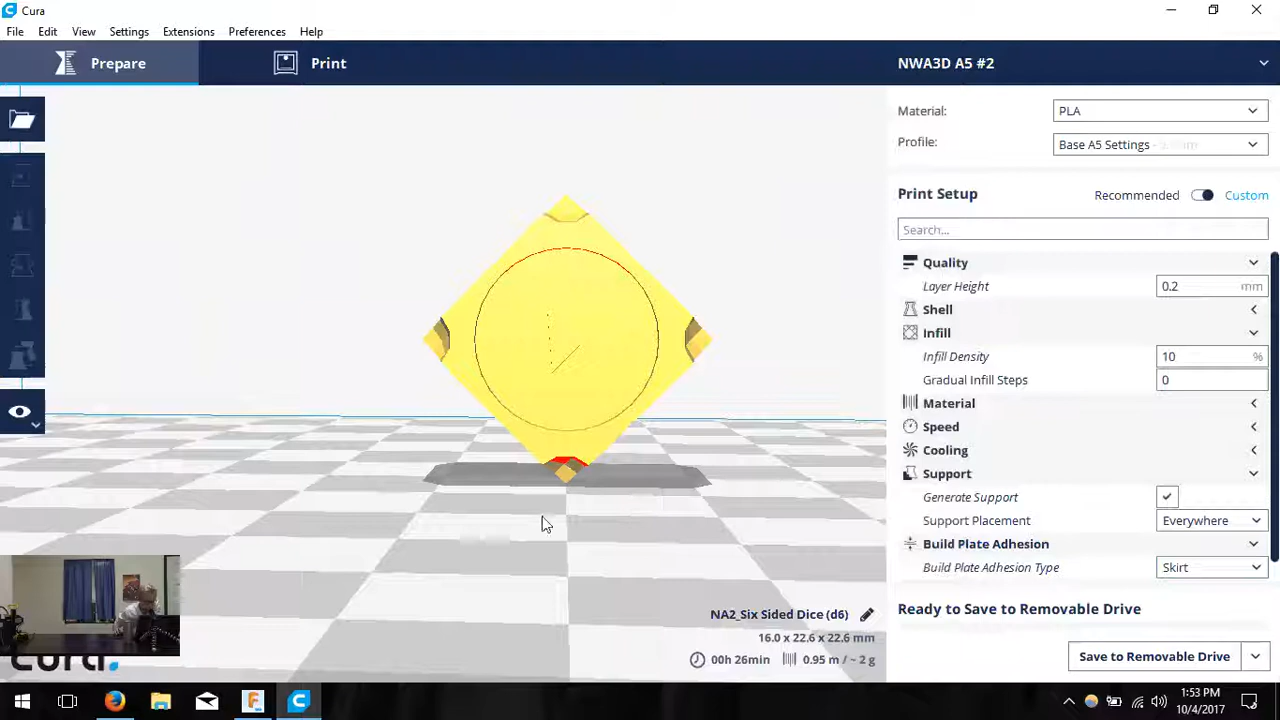 Cura
File Edit View Settings Extensions Preferences Help
Prepare Print NWA3D A5 #2
Material: PLA
Profile: Base A5 Settings
Print Setup Recommended Custom
Search...
Quality
Layer Height 0.2 mm
Shell
Infill
Infill Density 10 %
Gradual Infill Steps 0
Material
Speed
Cooling
Support
Generate Support
Support Placement Everywhere
Build Plate Adhesion
Build Plate Adhesion Type Skirt
NA2_Six Sided Dice (d6)
16.0 x 22.6 x 22.6 mm
00h 26min 0.95 m / ~ 2 g
Ready to Save to Removable Drive
Save to Removable Drive
cura.
1:53 PM
10/4/2017